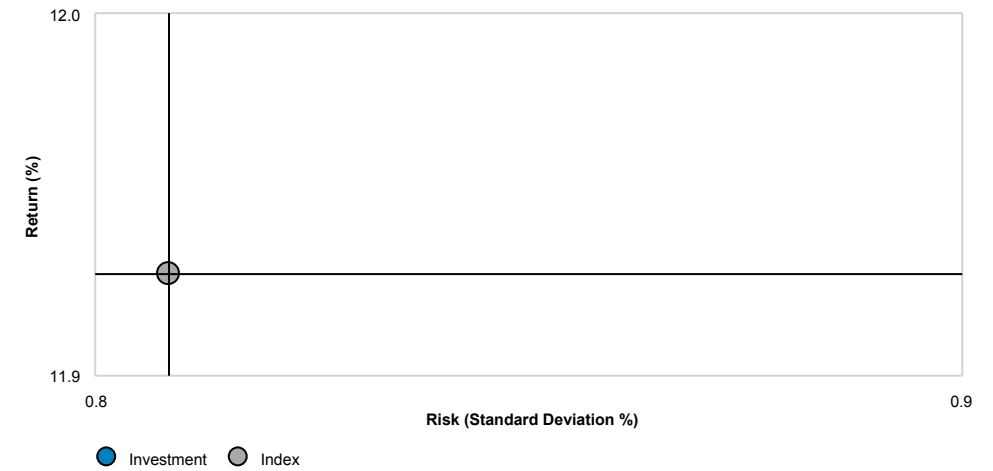 12.0
Return (%)
11.9
0.8
0.9
Risk (Standard Deviation %)
Investment
Index